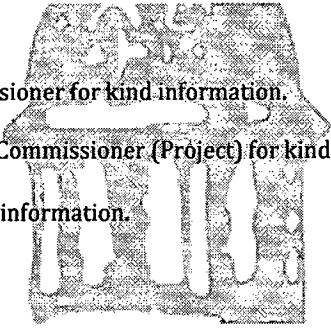 sioner for kind information.
Commissioner (Project) for kind
information.